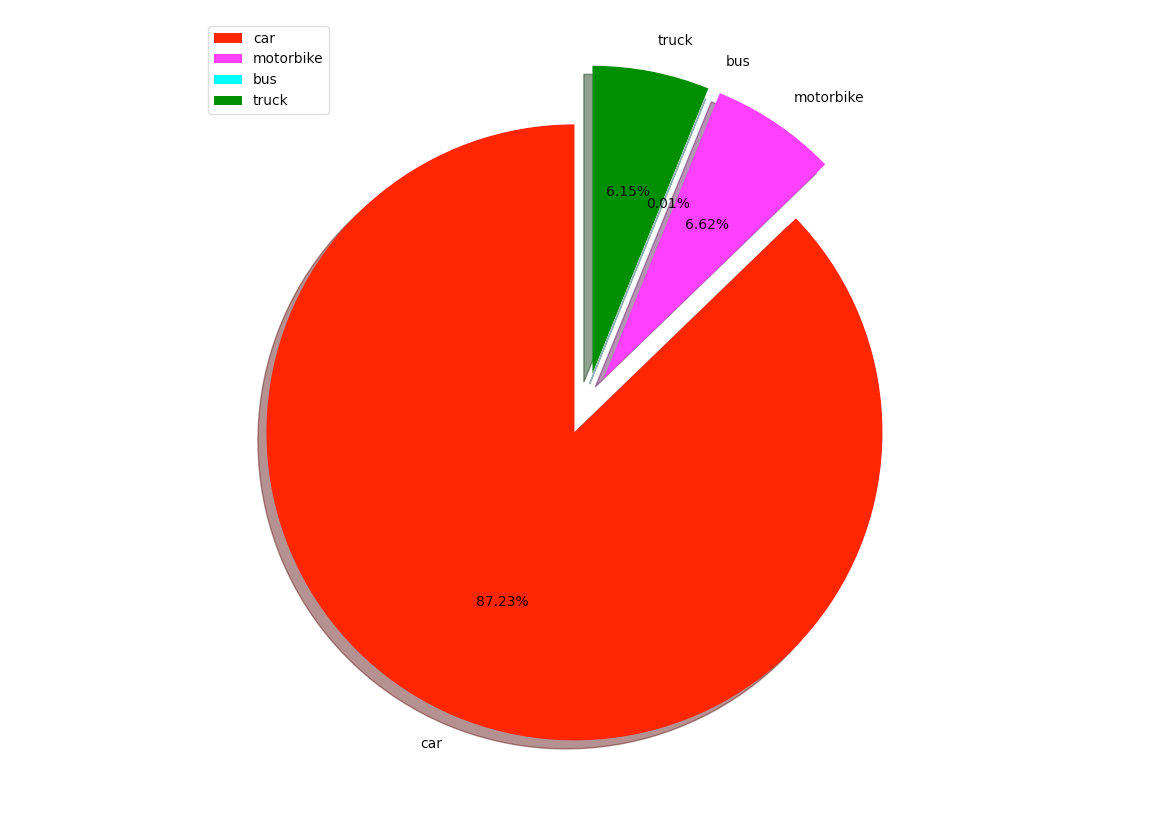 car
motorbike
bus
truck
truck
bus
motorbike
6.15%
0.01%
6.62%
87.23%
car